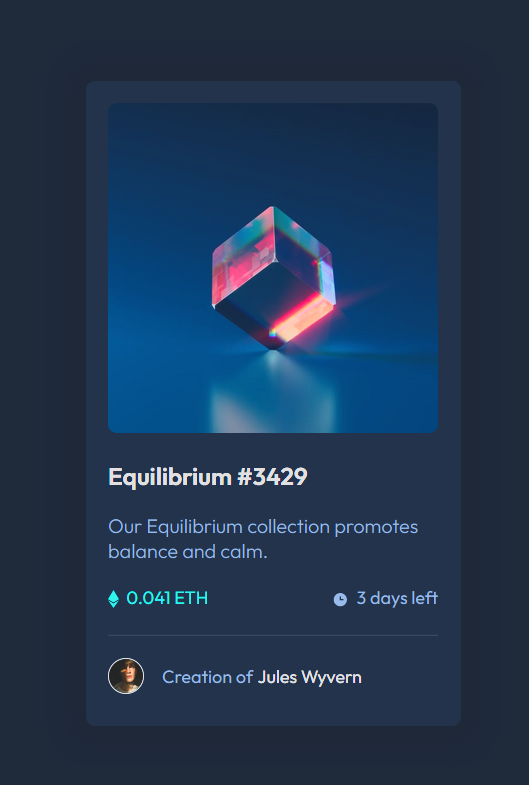 Equilibrium #3429
Our Equilibrium collection promotes
balance and calm.
0.041 ETH
3 days left
Creation of Jules Wyvern